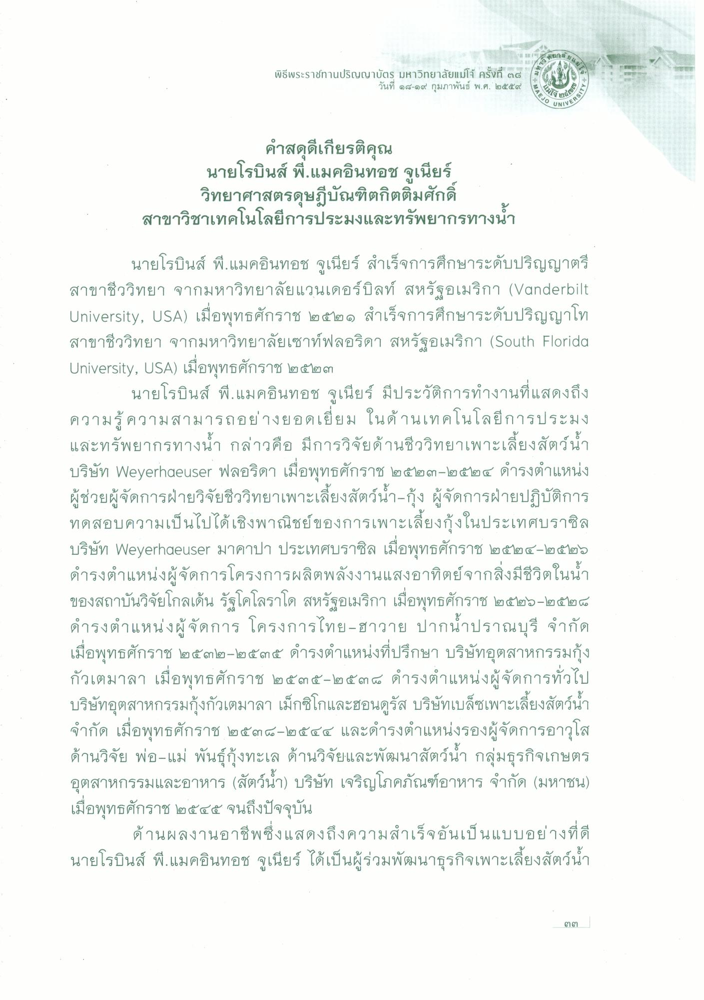 พิธีพระราชทานปริญญาบัตร มหาวิทยาลัยแม่โจ้ ครั้งที่ ๓๘
วันที่ ๑๘-๑๙ กุมภาพันธ์ พ.ศ. ๒๕๕๙
มหาวิทยาลัยแม่โจ้
แม่โจ้ ๒๔๗๗
MAEJO UNIVERSITY
คำสดุดีเกียรติคุณ
นายโรบินส์ พี.แมคอินทอช จูเนียร์
วิทยาศาสตรดุษฎีบัณฑิตกิตติมศักดิ์
สาขาวิชาเทคโนโลยีการประมงและทรัพยากรทางน้ำ
นายโรบินส์ พี.แมคอินทอช จูเนียร์ สำเร็จการศึกษาระดับปริญญาตรี
สาขาชีววิทยา จากมหาวิทยาลัยแวนเดอร์บิลท์ สหรัฐอเมริกา (Vanderbilt
University, USA) เมื่อพุทธศักราช ๒๕๒๑ สำเร็จการศึกษาระดับปริญญาโท
สาขาชีววิทยา จากมหาวิทยาลัยเซาท์ฟลอริดา สหรัฐอเมริกา (South Florida
University, USA) เมื่อพุทธศักราช ๒๕๒๓
นายโรบินส์ พี.แมคอินทอช จูเนียร์ มีประวัติการทำงานที่แสดงถึง
ความรู้ความสามารถอย่างยอดเยี่ยม ในด้านเทคโนโลยีการประมง
และทรัพยากรทางน้ำ กล่าวคือ มีการวิจัยด้านชีววิทยาเพาะเลี้ยงสัตว์น้ำ
บริษัท Weyerhaeuser ฟลอริดา เมื่อพุทธศักราช ๒๕๒๓-๒๕๒๔ ดำรงตำแหน่ง
ผู้ช่วยผู้จัดการฝ่ายวิจัยชีววิทยาเพาะเลี้ยงสัตว์น้ำ-กุ้ง ผู้จัดการฝ่ายปฏิบัติการ
ทดสอบความเป็นไปได้เชิงพาณิชย์ของการเพาะเลี้ยงกุ้งในประเทศบราซิล
บริษัท Weyerhaeuser มาคาปา ประเทศบราซิล เมื่อพุทธศักราช ๒๕๒๔-๒๕๒๖
ดำรงตำแหน่งผู้จัดการโครงการผลิตพลังงานแสงอาทิตย์จากสิ่งมีชีวิตในน้ำ
ของสถาบันวิจัยโกลเด้น รัฐโคโลราโด สหรัฐอเมริกา เมื่อพุทธศักราช ๒๕๒๖-๒๕๒๘
ดำรงตำแหน่งผู้จัดการ โครงการไทย-ฮาวาย ปากน้ำปราณบุรี จำกัด
เมื่อพุทธศักราช ๒๕๓๒-๒๕๓๕ ดำรงตำแหน่งที่ปรึกษา บริษัทอุตสาหกรรมกุ้ง
กัวเตมาลา เมื่อพุทธศักราช ๒๕๓๕-๒๕๓๘ ดำรงตำแหน่งผู้จัดการทั่วไป
บริษัทอุตสาหกรรมกุ้งกัวเตมาลา เม็กซิโกและฮอนดูรัส บริษัทเบล็ซเพาะเลี้ยงสัตว์น้ำ
จำกัด เมื่อพุทธศักราช ๒๕๓๘-๒๕๔๔ และดำรงตำแหน่งรองผู้จัดการอาวุโส
ด้านวิจัย พ่อ-แม่ พันธุ์กุ้งทะเล ด้านวิจัยและพัฒนาสัตว์น้ำ กลุ่มธุรกิจเกษตร
อุตสาหกรรมและอาหาร (สัตว์น้ำ) บริษัท เจริญโภคภัณฑ์อาหาร จำกัด (มหาชน)
เมื่อพุทธศักราช ๒๕๔๕ จนถึงปัจจุบัน
ด้านผลงานอาชีพซึ่งแสดงถึงความสำเร็จอันเป็นแบบอย่างที่ดี
นายโรบินส์ พี.แมคอินทอช จูเนียร์ ได้เป็นผู้ร่วมพัฒนาธุรกิจเพาะเลี้ยงสัตว์น้ำ
๓๓